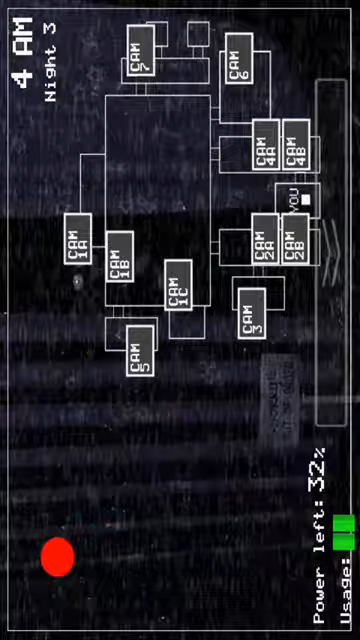 4 AM
Night 3
CAM
7
CAM
6
CAM
4A
CAM
4B
YOU
CAM
1A
CAM
1B
CAM
1C
CAM
2A
CAM
2B
CAM
3
CAM
5
Power left: 32%
Usage: